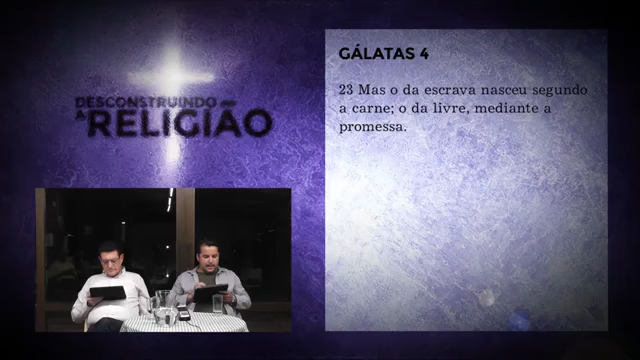 DESCONSTRUINDO
A RELIGIÃO
GÁLATAS 4
23 Mas o da escrava nasceu segundo
a carne; o da livre, mediante a
promessa.